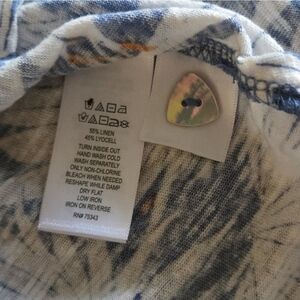 55% LINEN
45% LYOCELL
TURN INSIDE OUT
HAND WASH COLD
WASH SEPARATELY
ONLY NON-CHLORINE
BLEACH WHEN NEEDED
RESHAPE WHILE DAMP
DRY FLAT
LOW IRON
IRON ON REVERSE
RN# 75343